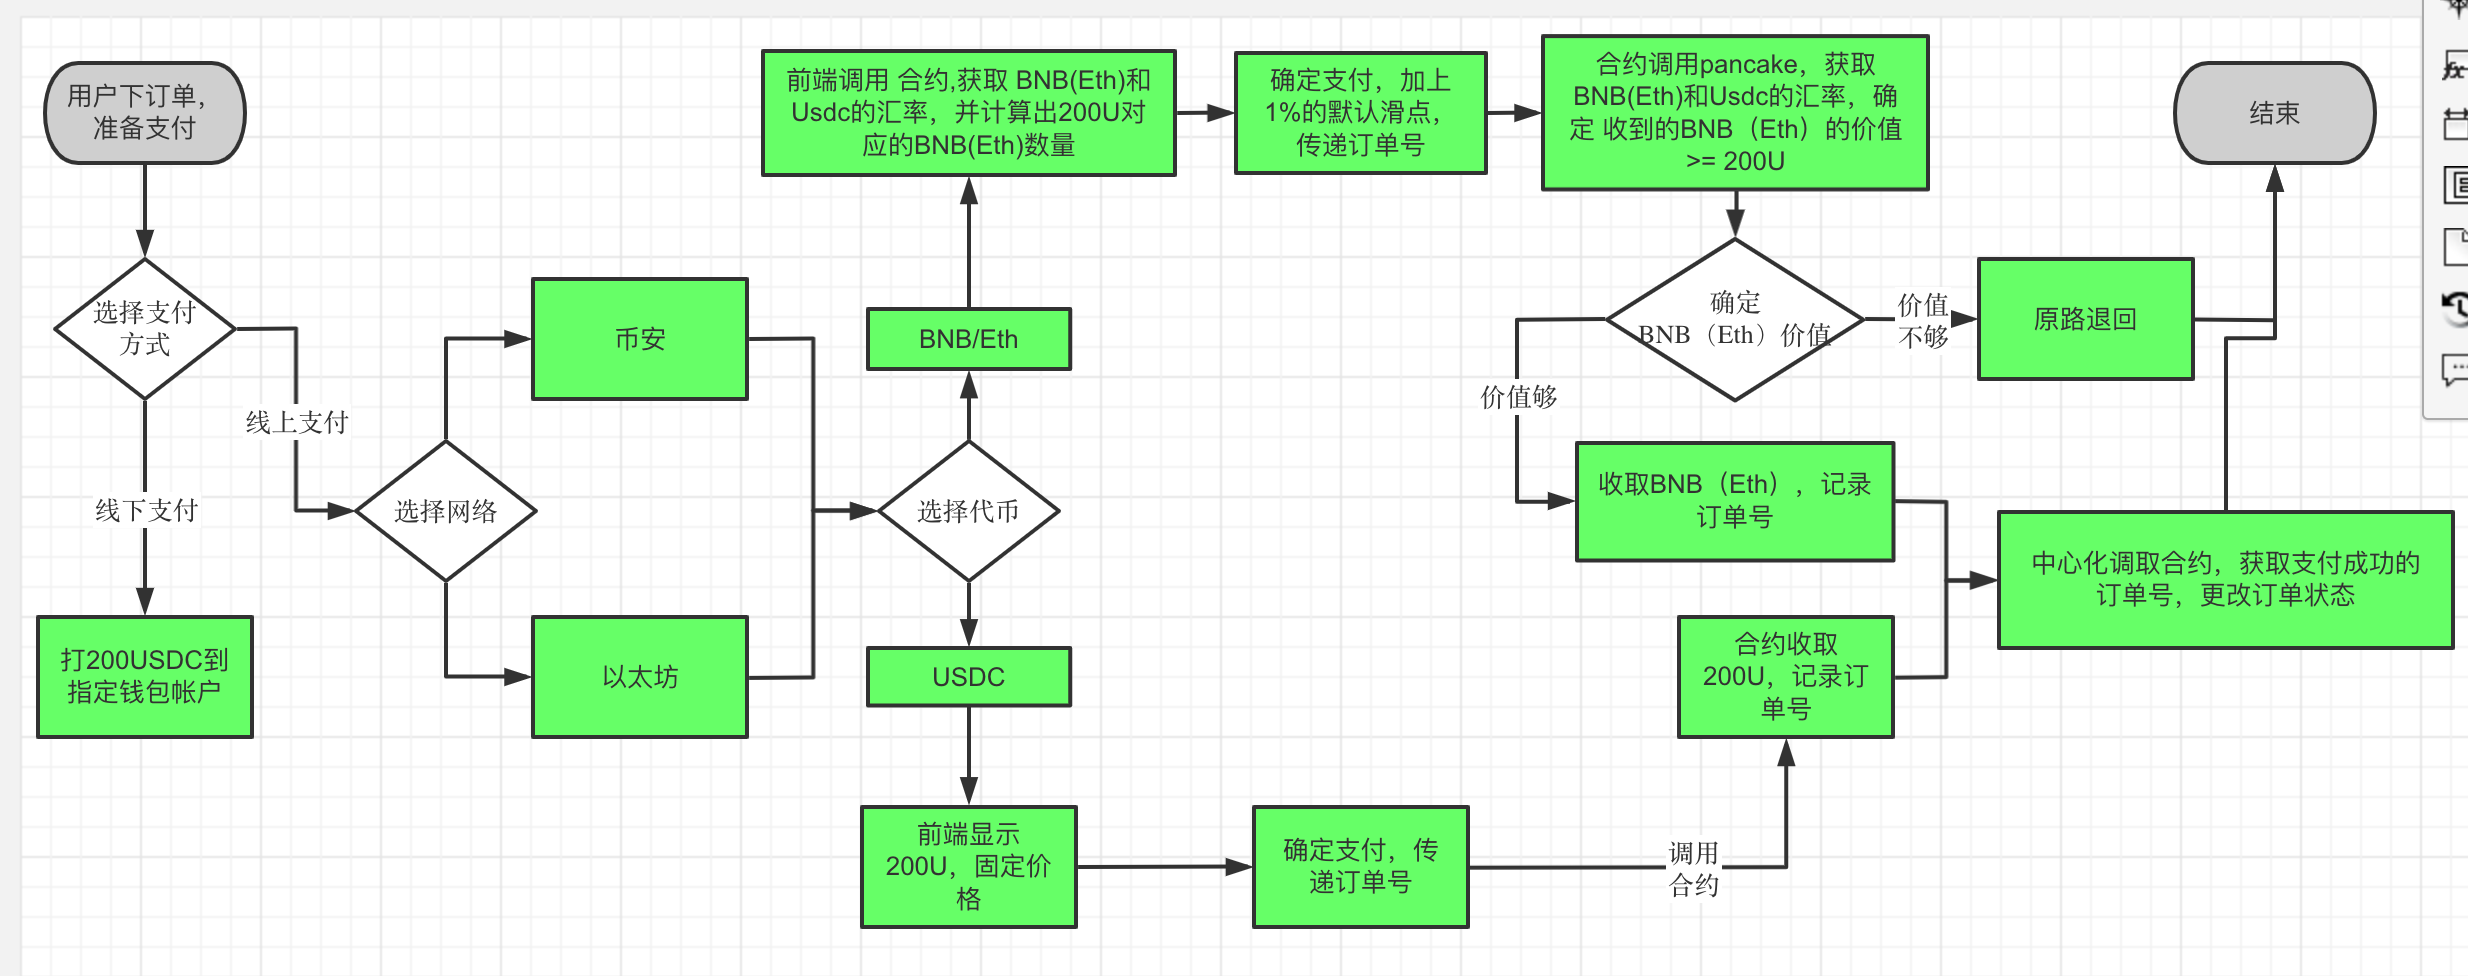 用户下订单，
准备支付
选择支付
方式
线上支付
线下支付
打200USDC到
指定钱包帐户
选择网络
币安
以太坊
选择代币
BNB/Eth
USDC
前端调用 合约,获取 BNB(Eth)和
Usdc的汇率，并计算出200U对
应的BNB(Eth)数量
确定支付，加上
1%的默认滑点，
传递订单号
合约调用pancake，获取
BNB(Eth)和Usdc的汇率，确
定 收到的BNB（Eth）的价值
>= 200U
确定
BNB（Eth）价值
价值
不够
原路退回
价值够
收取BNB（Eth），记录
订单号
前端显示
200U，固定价
格
确定支付，传
递订单号
调用
合约
合约收取
200U，记录订
单号
中心化调取合约，获取支付成功的
订单号，更改订单状态
结束
fx